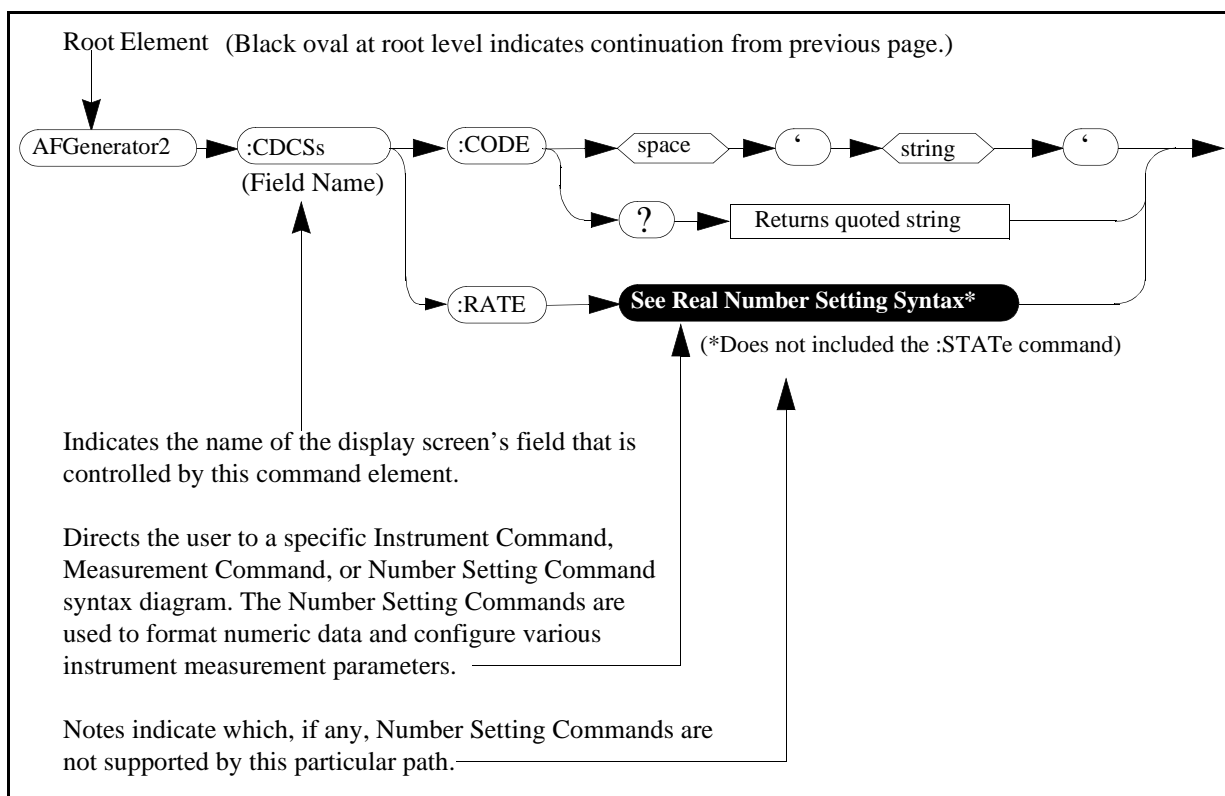 Root Element (Black oval at root level indicates continuation from previous page.)
AFGenerator2 :CDCSs :CODE space ‘ string ‘
(Field Name)
? Returns quoted string
:RATE See Real Number Setting Syntax*
(*Does not included the :STATe command)
Indicates the name of the display screen’s field that is
controlled by this command element.
Directs the user to a specific Instrument Command,
Measurement Command, or Number Setting Command
syntax diagram. The Number Setting Commands are
used to format numeric data and configure various
instrument measurement parameters.
Notes indicate which, if any, Number Setting Commands are
not supported by this particular path.